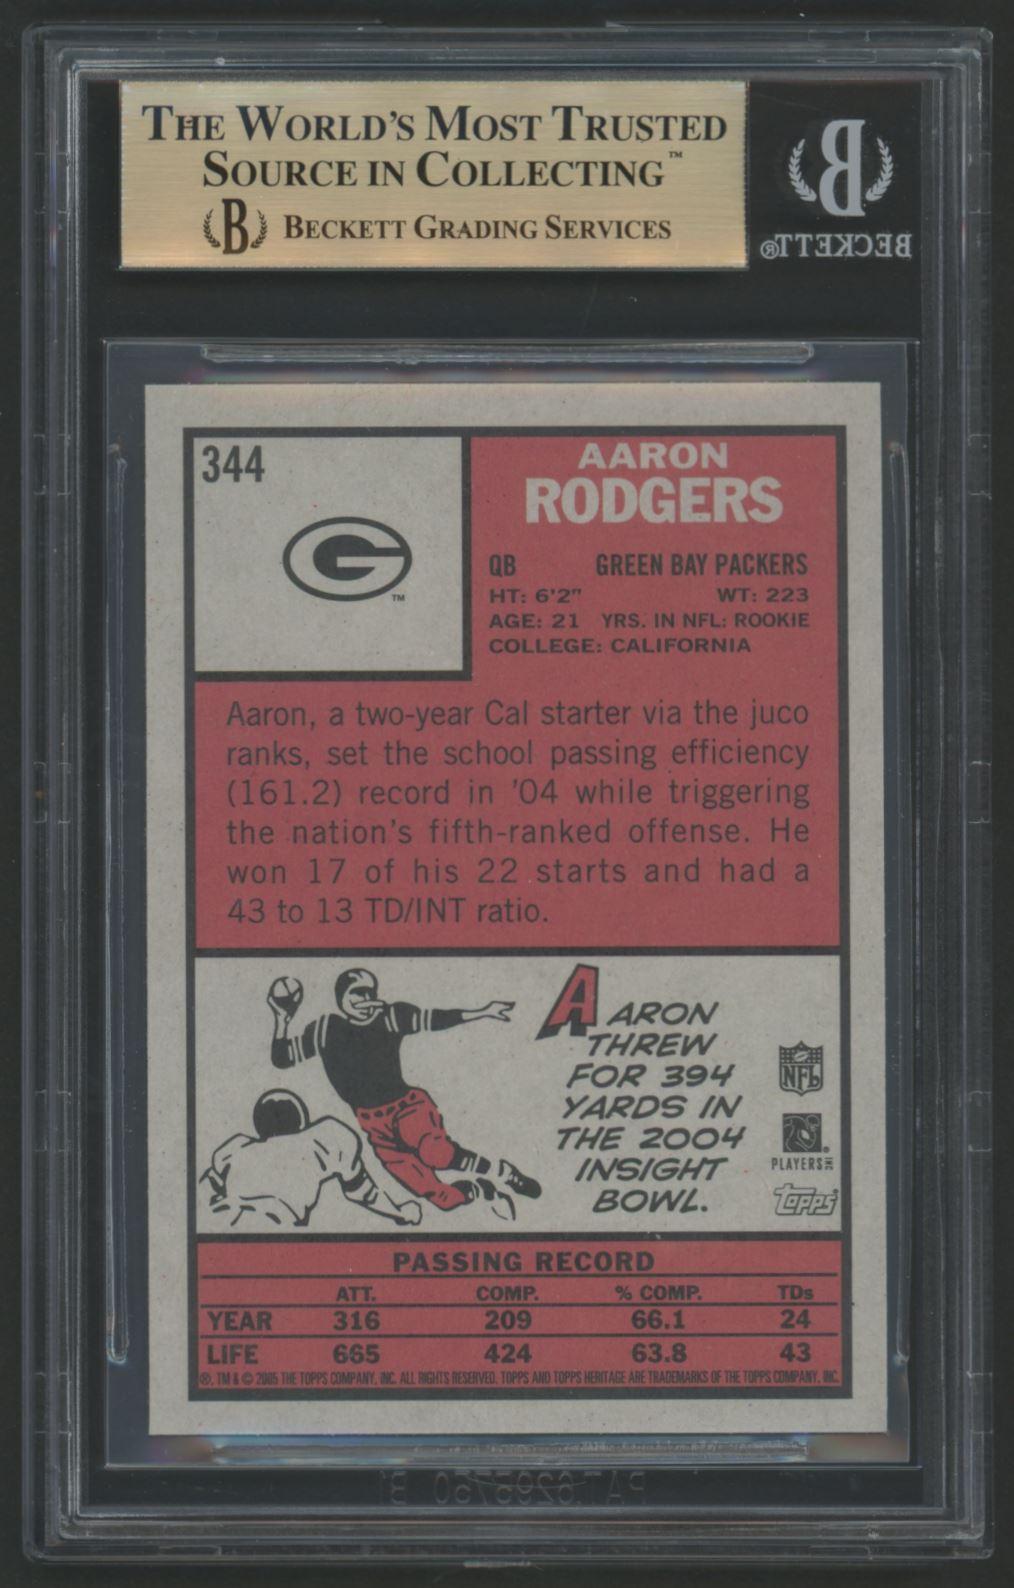 THE WORLD'S MOST TRUSTED
SOURCE IN COLLECTING™
B BECKETT GRADING SERVICES
B
BECKETT®
344
G
TM
AARON
RODGERS
QB GREEN BAY PACKERS
HT: 6'2" WT: 223
AGE: 21 YRS. IN NFL: ROOKIE
COLLEGE: CALIFORNIA
Aaron, a two-year Cal starter via the juco
ranks, set the school passing efficiency
(161.2) record in '04 while triggering
the nation's fifth-ranked offense. He
won 17 of his 22 starts and had a
43 to 13 TD/INT ratio.
AARON
THREW
FOR 394
YARDS IN
THE 2004
INSIGHT
BOWL.
NFL
PLAYERS INC
topps
PASSING RECORD
ATT. COMP. % COMP. TDs
YEAR 316 209 66.1 24
LIFE 665 424 63.8 43
®, TM & © 2005 THE TOPPS COMPANY, INC. ALL RIGHTS RESERVED. TOPPS AND TOPPS HERITAGE ARE TRADEMARKS OF THE TOPPS COMPANY, INC.